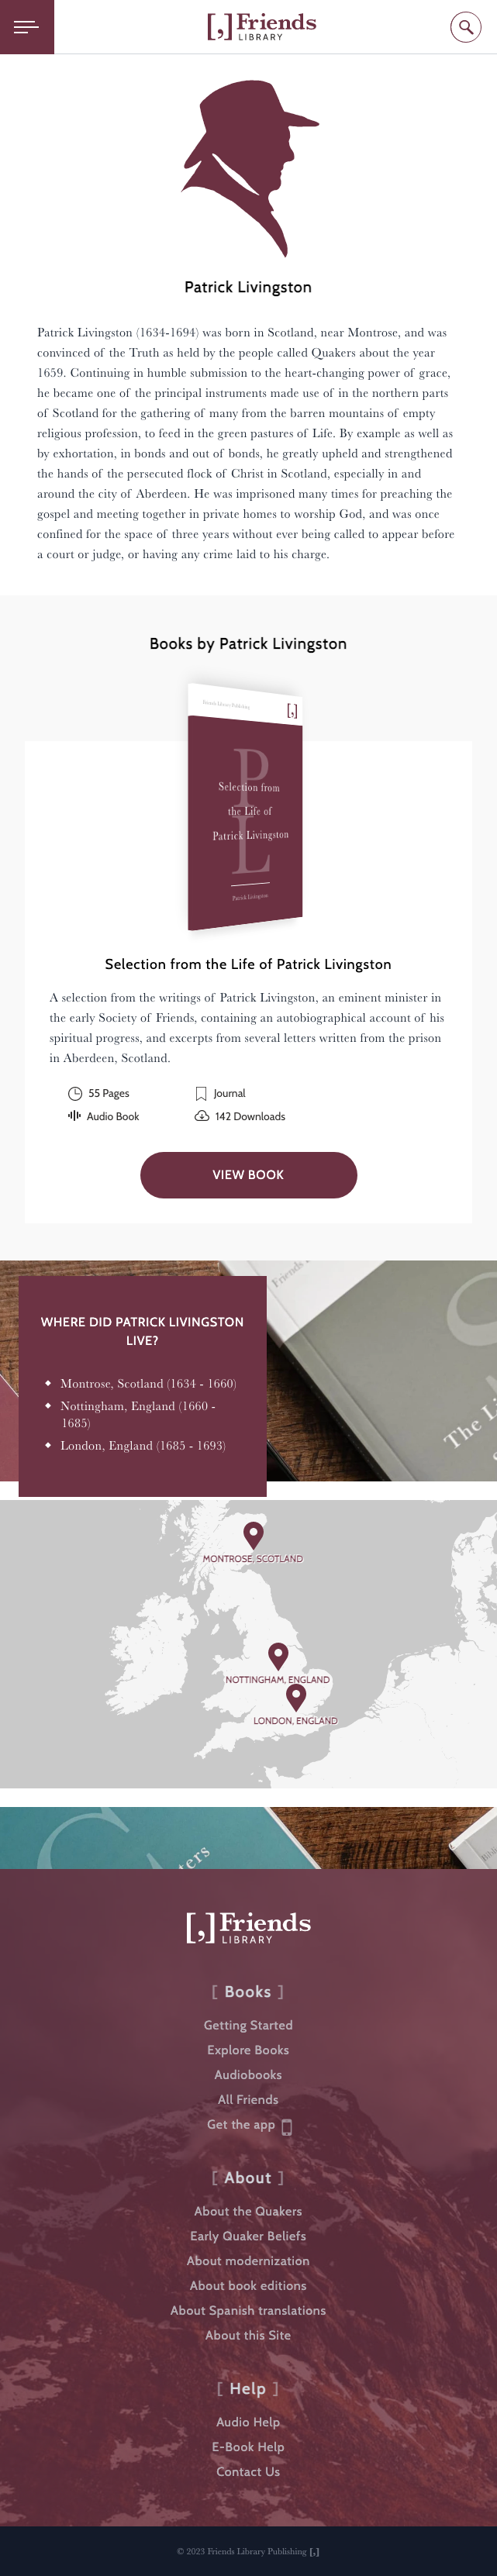 [,] Friends
LIBRARY
Patrick Livingston
Patrick Livingston (1634-1694) was born in Scotland, near Montrose, and was
convinced of the Truth as held by the people called Quakers about the year
1659. Continuing in humble submission to the heart-changing power of grace,
he became one of the principal instruments made use of in the northern parts
of Scotland for the gathering of many from the barren mountains of empty
religious profession, to feed in the green pastures of Life. By example as well as
by exhortation, in bonds and out of bonds, he greatly upheld and strengthened
the hands of the persecuted flock of Christ in Scotland, especially in and
around the city of Aberdeen. He was imprisoned many times for preaching the
gospel and meeting together in private homes to worship God, and was once
confined for the space of three years without ever being called to appear before
a court or judge, or having any crime laid to his charge.
Books by Patrick Livingston
Friends Library Publishing
[,]
P
L
Selection from
the Life of
Patrick Livingston
Patrick Livingston
Selection from the Life of Patrick Livingston
A selection from the writings of Patrick Livingston, an eminent minister in
the early Society of Friends, containing an autobiographical account of his
spiritual progress, and excerpts from several letters written from the prison
in Aberdeen, Scotland.
55 Pages
Journal
Audio Book
142 Downloads
VIEW BOOK
Friends
WHERE DID PATRICK LIVINGSTON
LIVE?
Montrose, Scotland (1634 - 1660)
Nottingham, England (1660 -
1685)
London, England (1685 - 1693)
The Li
MONTROSE, SCOTLAND
NOTTINGHAM, ENGLAND
LONDON, ENGLAND
[,] Friends
LIBRARY
[ Books ]
Getting Started
Explore Books
Audiobooks
All Friends
Get the app
[ About ]
About the Quakers
Early Quaker Beliefs
About modernization
About book editions
About Spanish translations
About this Site
[ Help ]
Audio Help
E-Book Help
Contact Us
© 2023 Friends Library Publishing [,]